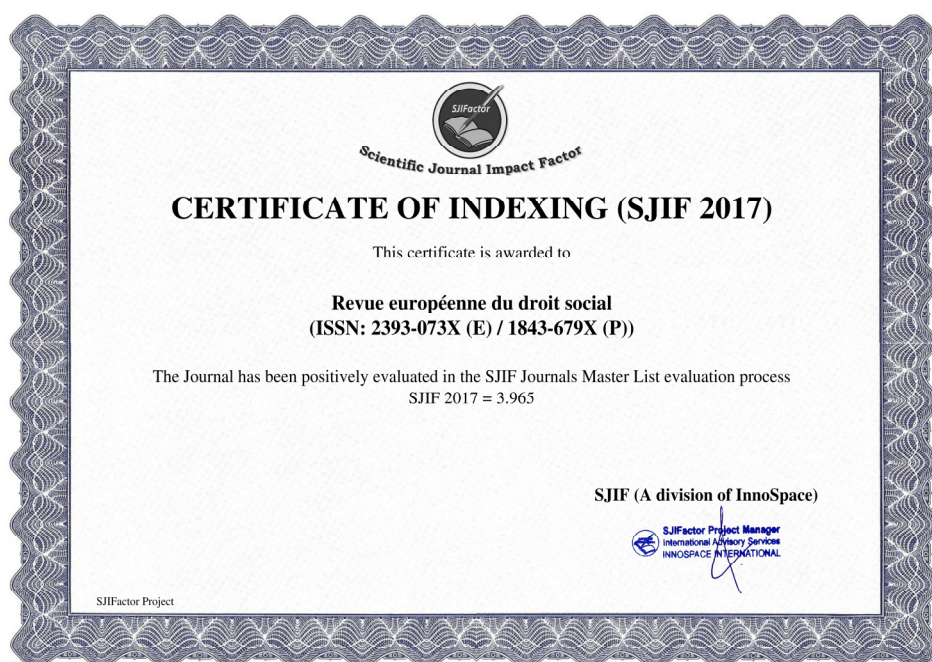 SJIFactor
Scientific Journal Impact Factor
CERTIFICATE OF INDEXING (SJIF 2017)
This certificate is awarded to
Revue européenne du droit social
(ISSN: 2393-073X (E) / 1843-679X (P))
The Journal has been positively evaluated in the SJIF Journals Master List evaluation process
SJIF 2017 = 3.965
SJIF (A division of InnoSpace)
SJIFactor Project Manager
International Advisory Services
INNOSPACE INTERNATIONAL
SJIFactor Project